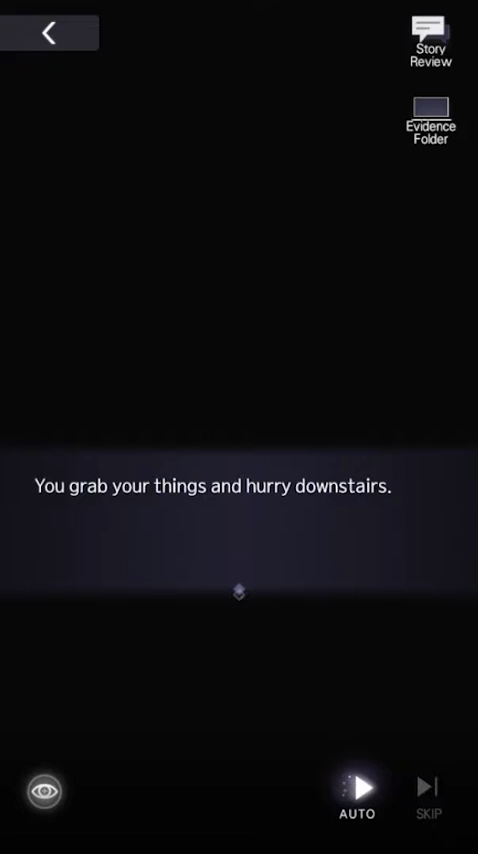 Story
Review
Evidence
Folder
You grab your things and hurry downstairs.
AUTO
SKIP